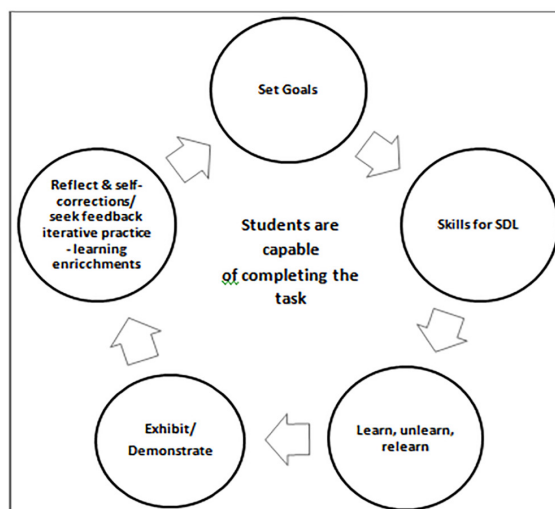 Set Goals
Skills for SDL
Learn, unlearn,
relearn
Exhibit/
Demonstrate
Reflect & self-
corrections/
seek feedback
iterative practice
- learning
enricchments
Students are
capable
of completing the
task